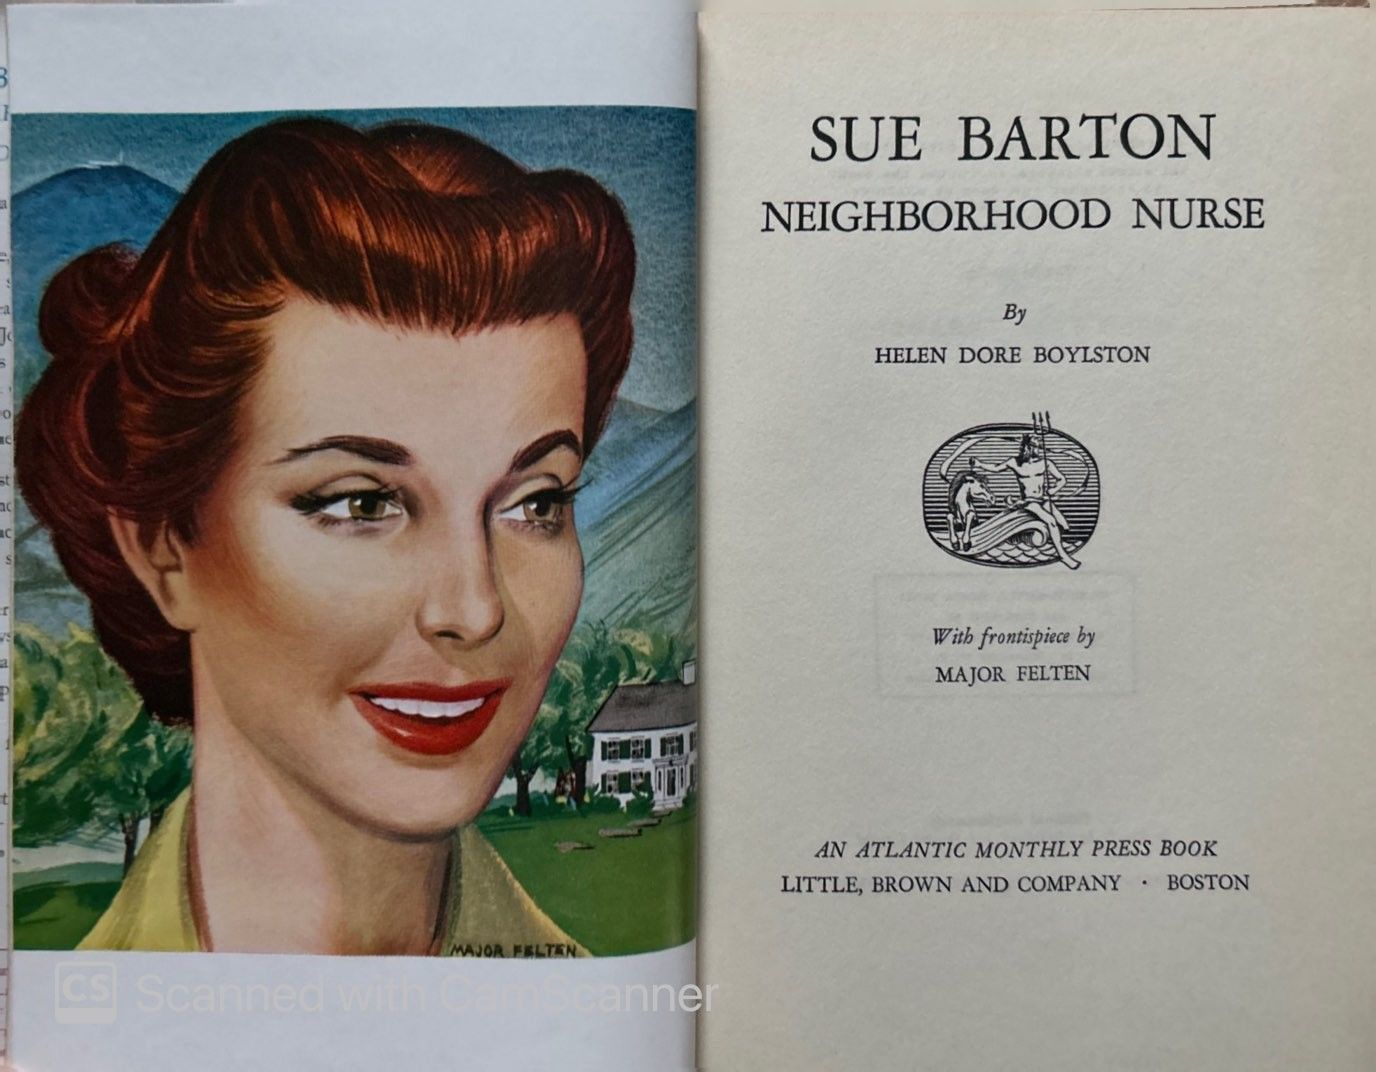 MAJOR FELTEN
CS Scanned with CamScanner
SUE BARTON
NEIGHBORHOOD NURSE
By
HELEN DORE BOYLSTON
With frontispiece by
MAJOR FELTEN
AN ATLANTIC MONTHLY PRESS BOOK
LITTLE, BROWN AND COMPANY · BOSTON